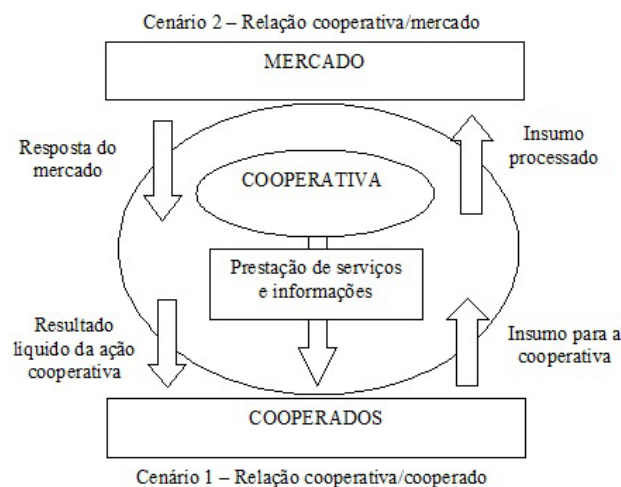 Cenário 2 – Relação cooperativa/mercado
MERCADO
Resposta do
mercado
Insumo
processado
COOPERATIVA
Prestação de serviços
e informações
Resultado
líquido da ação
cooperativa
Insumo para a
cooperativa
COOPERADOS
Cenário 1 – Relação cooperativa/cooperado